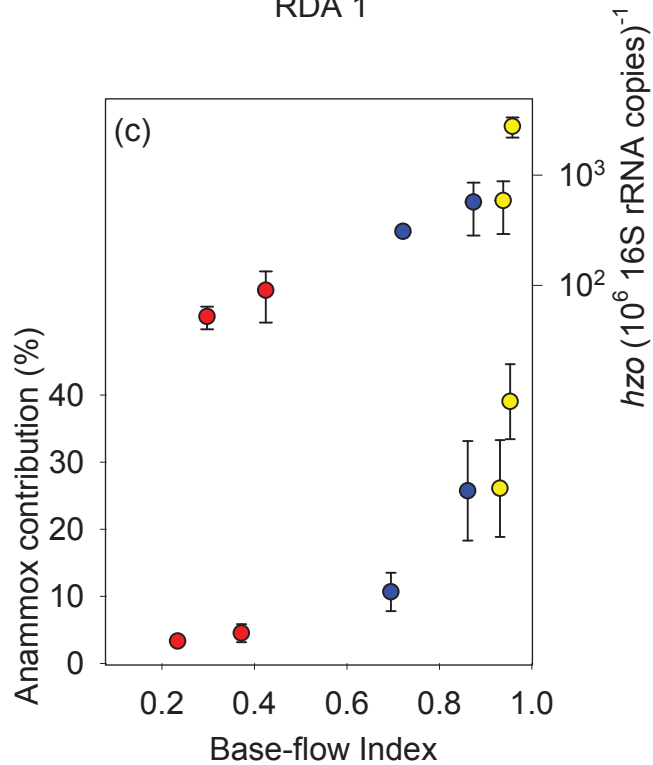 RDA 1
(c)
10³
10²
hzo (10⁶ 16S rRNA copies)⁻¹
Anammox contribution (%)
40
30
20
10
0
0.2 0.4 0.6 0.8 1.0
Base-flow Index